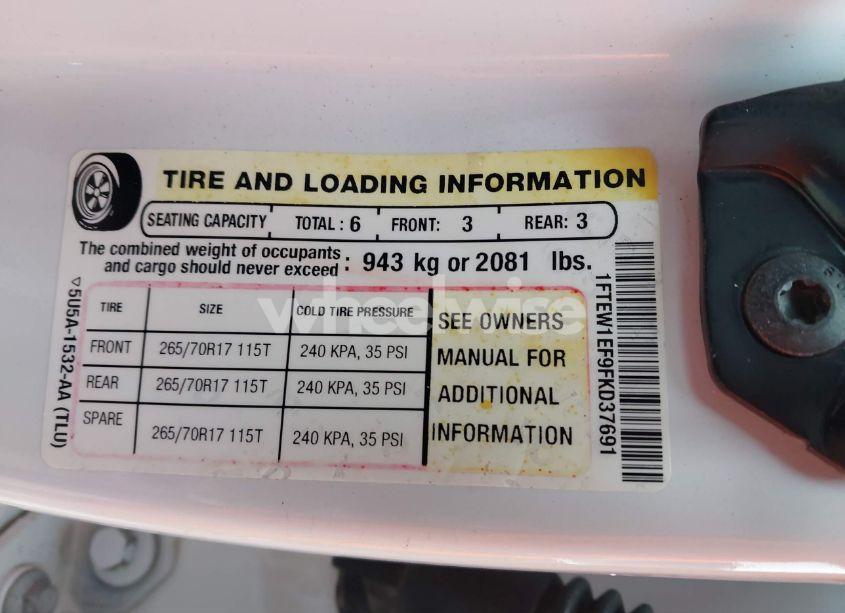 TIRE AND LOADING INFORMATION
SEATING CAPACITY TOTAL : 6 FRONT: 3 REAR: 3
The combined weight of occupants
and cargo should never exceed : 943 kg or 2081 lbs.
TIRE SIZE COLD TIRE PRESSURE
FRONT 265/70R17 115T 240 KPA, 35 PSI
REAR 265/70R17 115T 240 KPA, 35 PSI
SPARE 265/70R17 115T 240 KPA, 35 PSI
SEE OWNERS
MANUAL FOR
ADDITIONAL
INFORMATION
5U5A-1532-AA (TLU)
1FTEW1EF9FKD37691
wheelwise